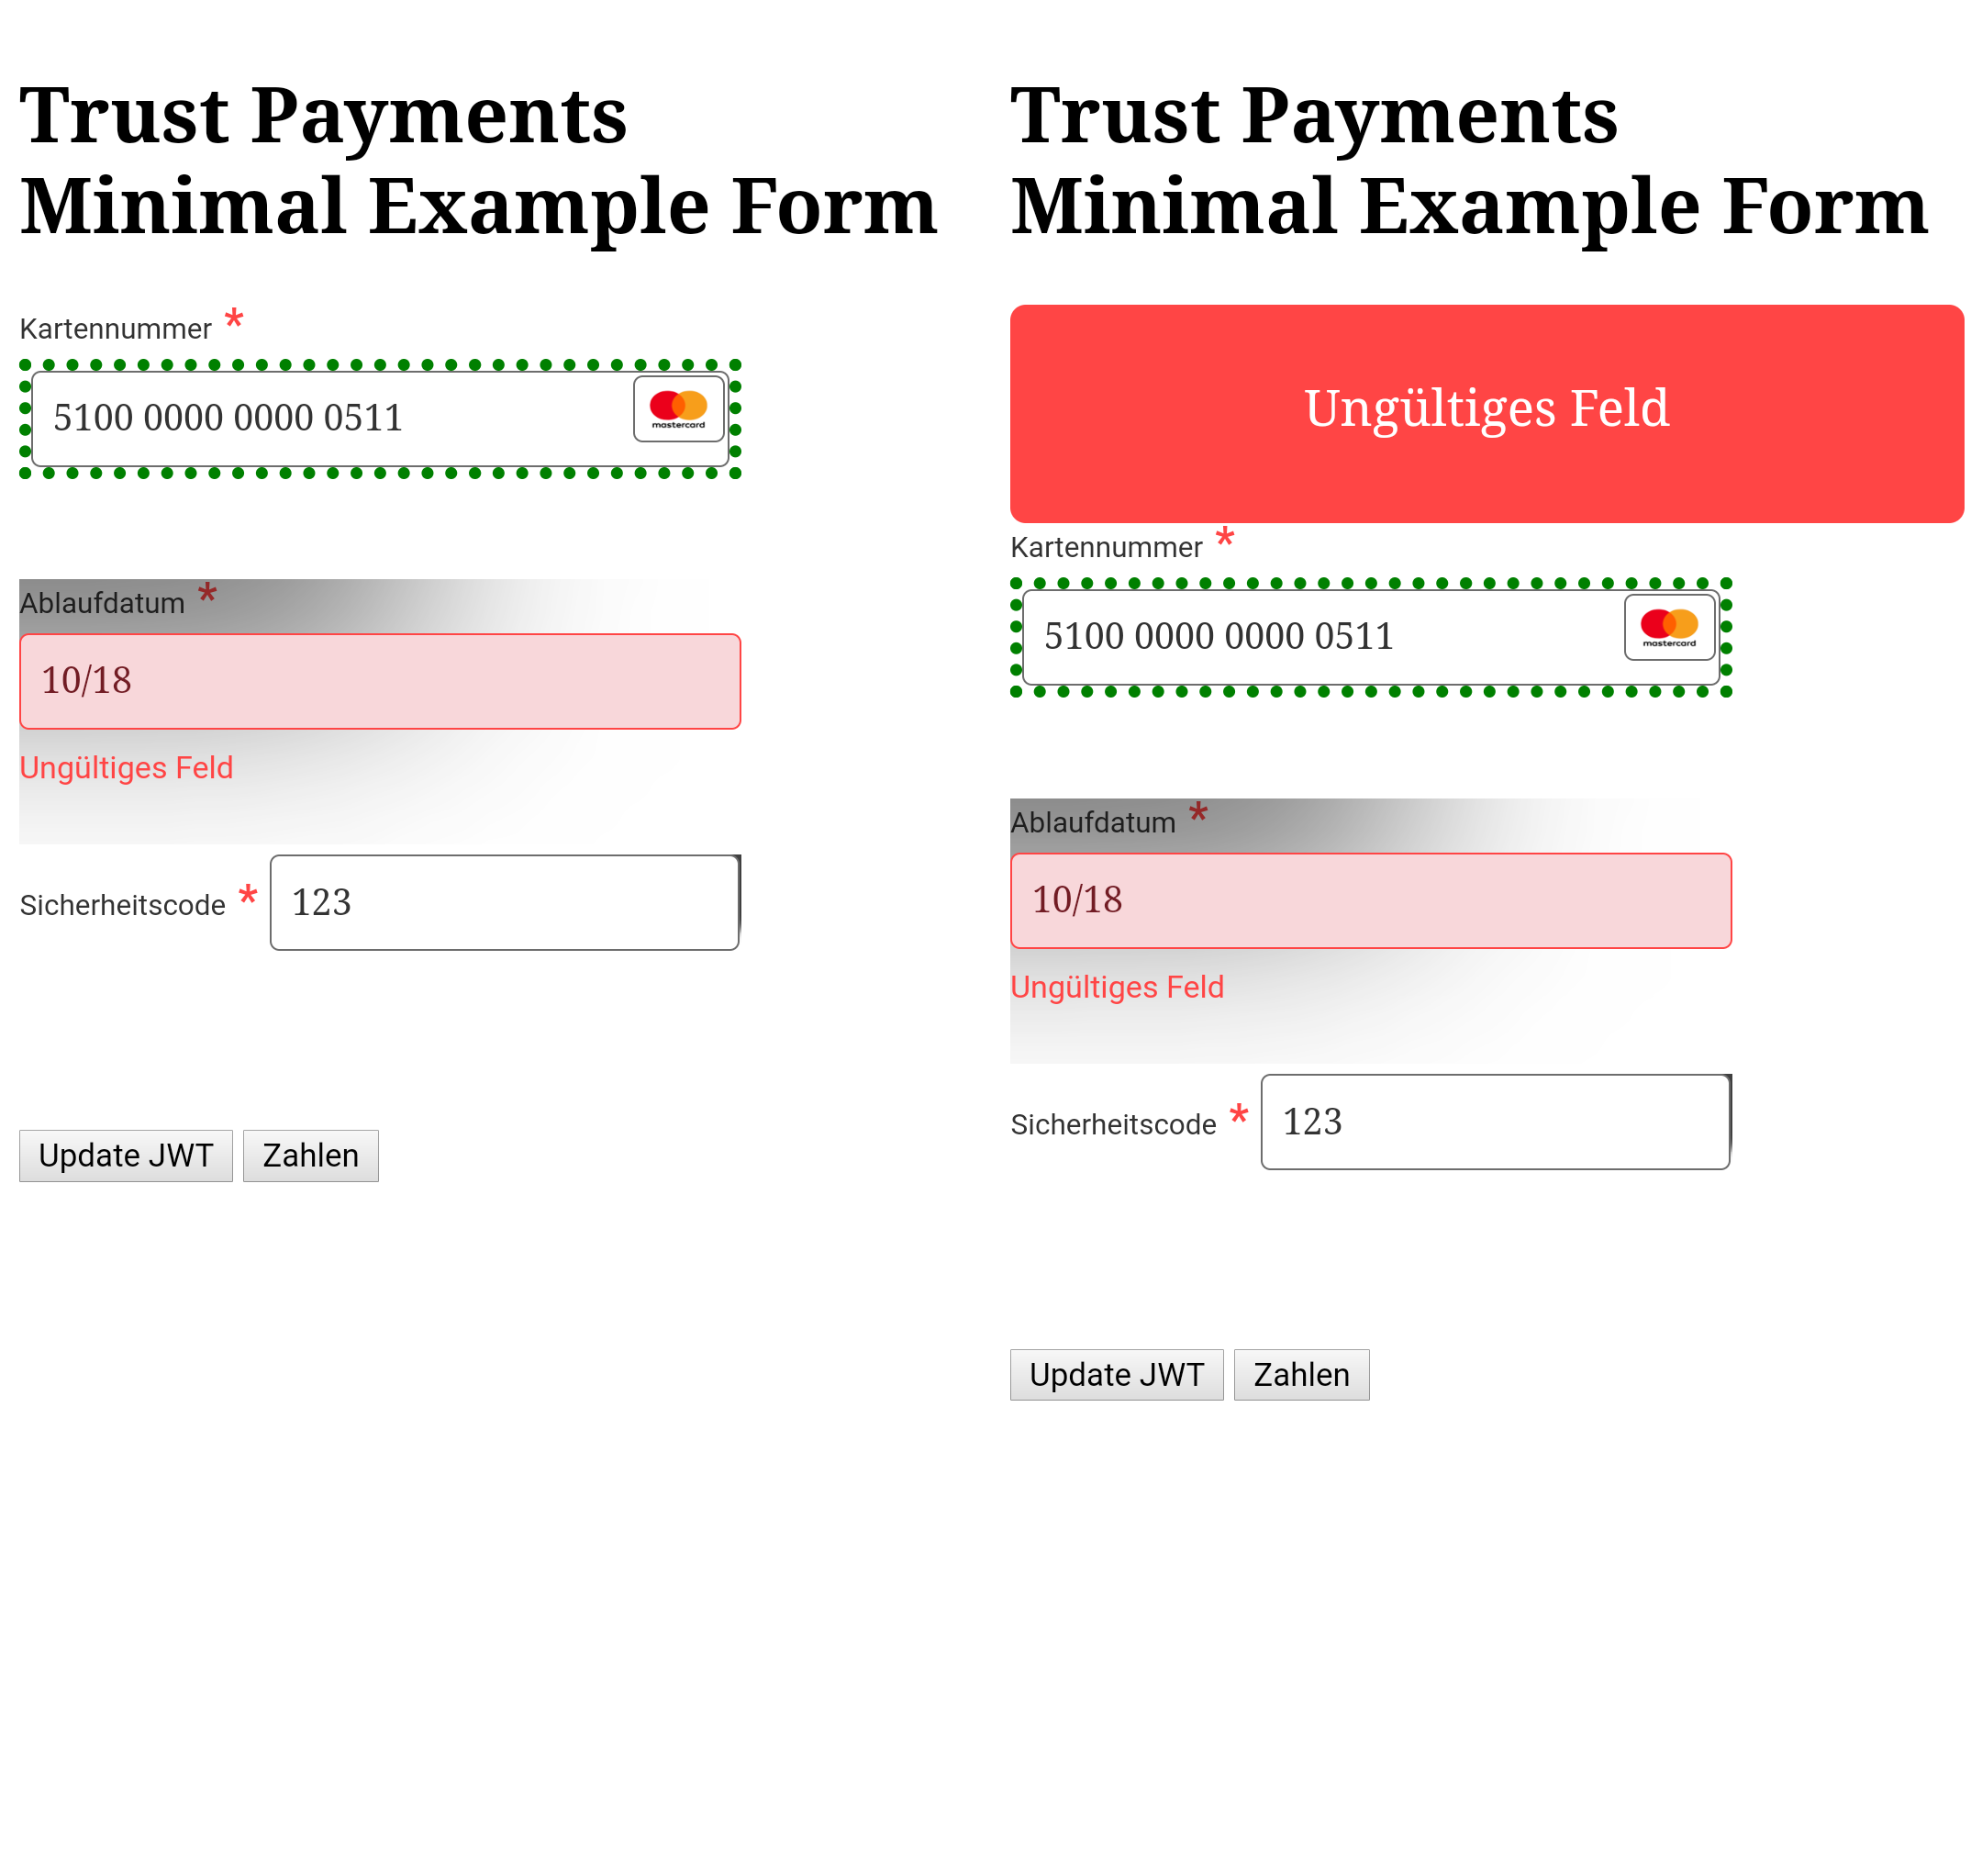 Trust Payments
Minimal Example Form
Kartennummer *
5100 0000 0000 0511
mastercard
Ablaufdatum *
10/18
Ungültiges Feld
Sicherheitscode *
123
Update JWT
Zahlen
Trust Payments
Minimal Example Form
Ungültiges Feld
Kartennummer *
5100 0000 0000 0511
mastercard
Ablaufdatum *
10/18
Ungültiges Feld
Sicherheitscode *
123
Update JWT
Zahlen